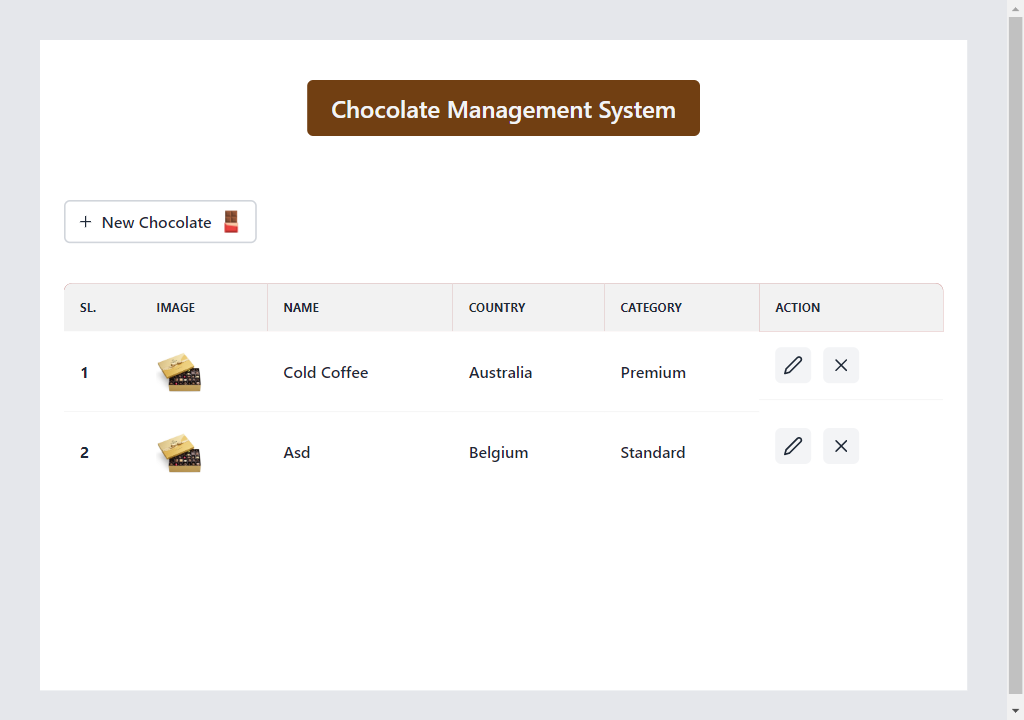 Chocolate Management System
New Chocolate
SL. IMAGE NAME COUNTRY CATEGORY ACTION
1 Cold Coffee Australia Premium
2 Asd Belgium Standard